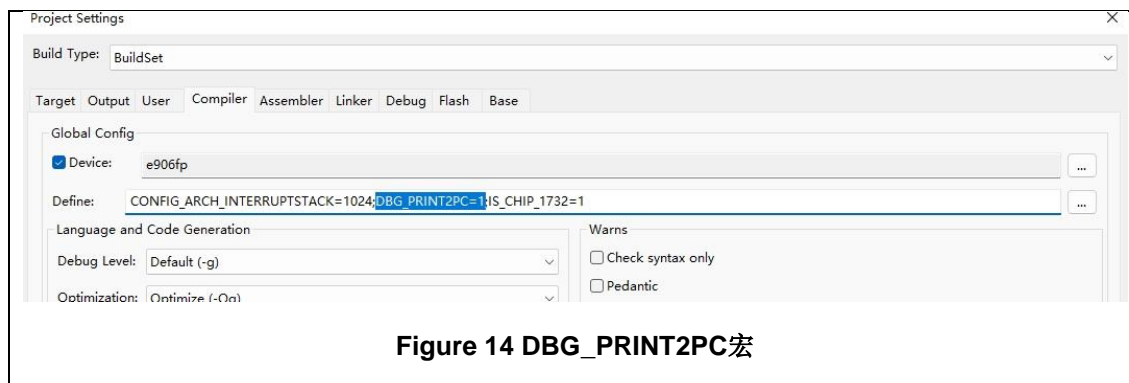 Project Settings
Build Type: BuildSet
Target Output User Compiler Assembler Linker Debug Flash Base
Global Config
Device: e906fp ...
Define: CONFIG_ARCH_INTERRUPTSTACK=1024;DBG_PRINT2PC=1;IS_CHIP_1732=1 ...
Language and Code Generation Warns
Debug Level: Default (-g) Check syntax only
Pedantic
Optimization: Optimize (-Og)
Figure 14 DBG_PRINT2PC宏